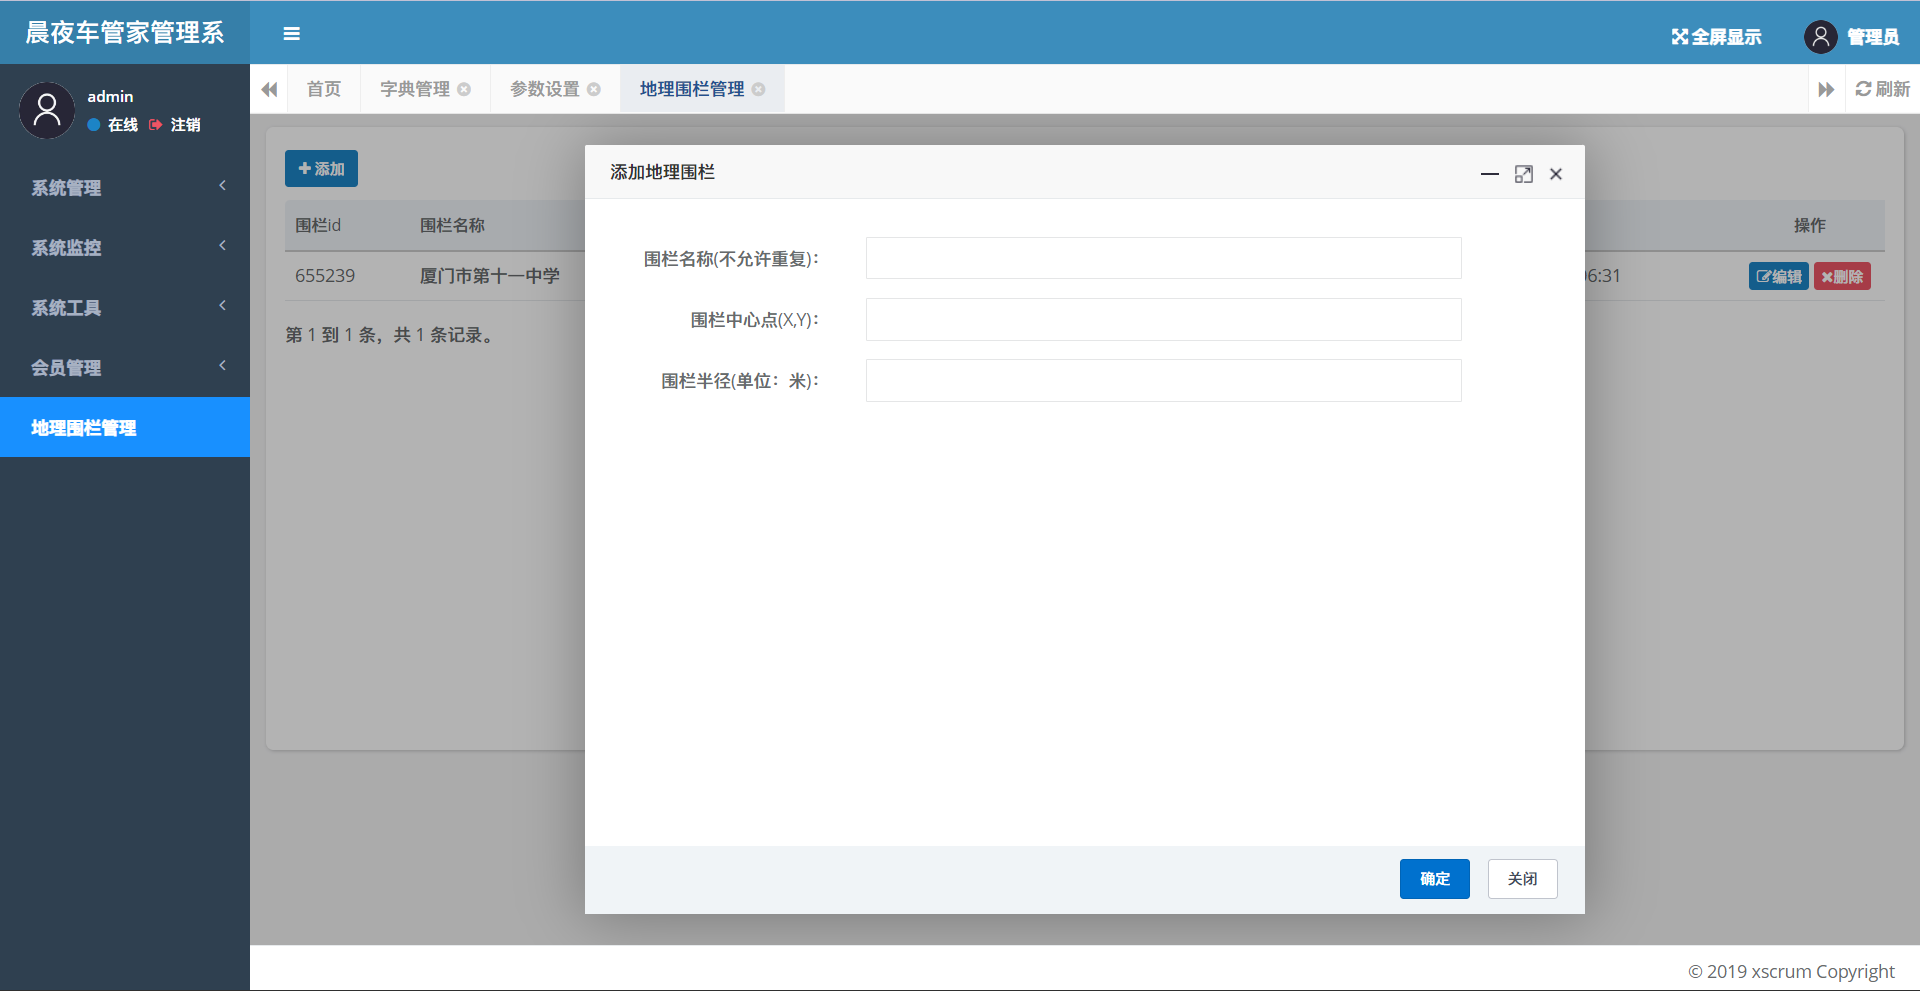 晨夜车管家管理系
全屏显示
管理员
admin
在线 注销
首页
字典管理
参数设置
地理围栏管理
刷新
系统管理
系统监控
系统工具
会员管理
地理围栏管理
添加
围栏id 围栏名称 操作
655239 厦门市第十一中学 06:31 编辑 删除
第 1 到 1 条，共 1 条记录。
添加地理围栏
围栏名称(不允许重复)：
围栏中心点(X,Y)：
围栏半径(单位：米)：
确定
关闭
© 2019 xscrum Copyright